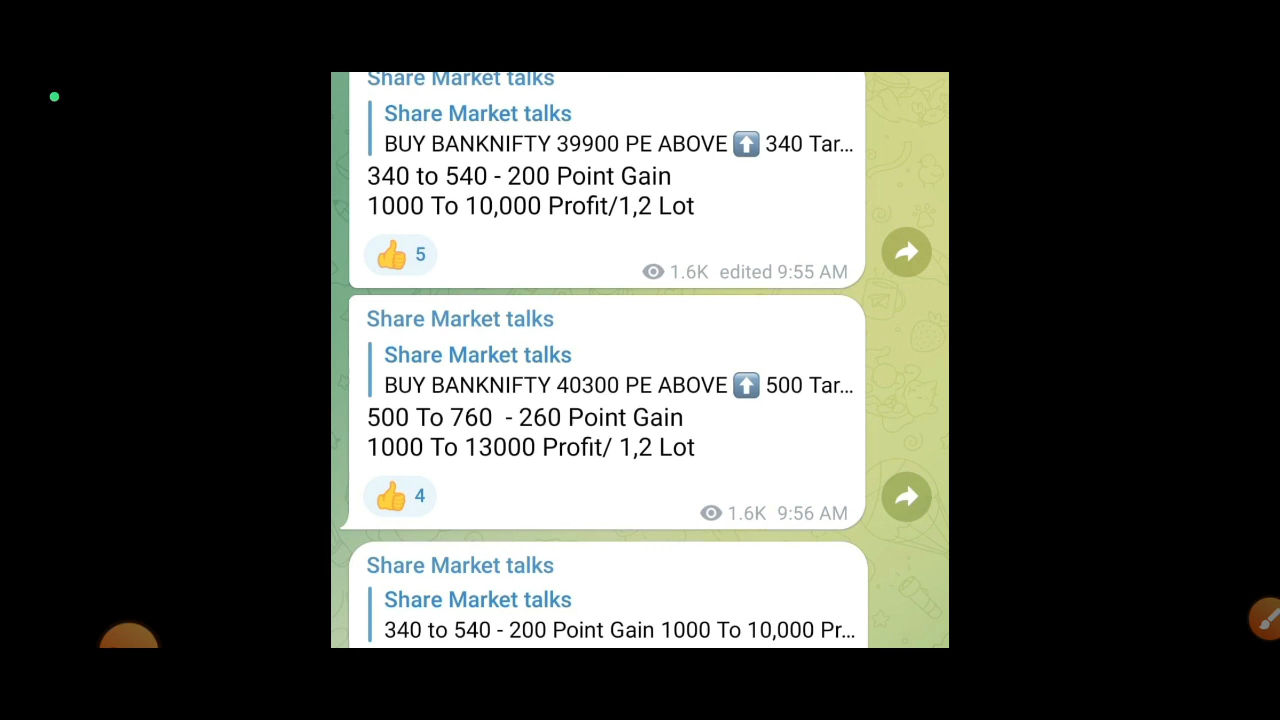 Share Market talks
Share Market talks
BUY BANKNIFTY 39900 PE ABOVE ⬆️ 340 Tar...
340 to 540 - 200 Point Gain
1000 To 10,000 Profit/1,2 Lot
👍 5
1.6K edited 9:55 AM
Share Market talks
Share Market talks
BUY BANKNIFTY 40300 PE ABOVE ⬆️ 500 Tar...
500 To 760 - 260 Point Gain
1000 To 13000 Profit/ 1,2 Lot
👍 4
1.6K 9:56 AM
Share Market talks
Share Market talks
340 to 540 - 200 Point Gain 1000 To 10,000 Pr...